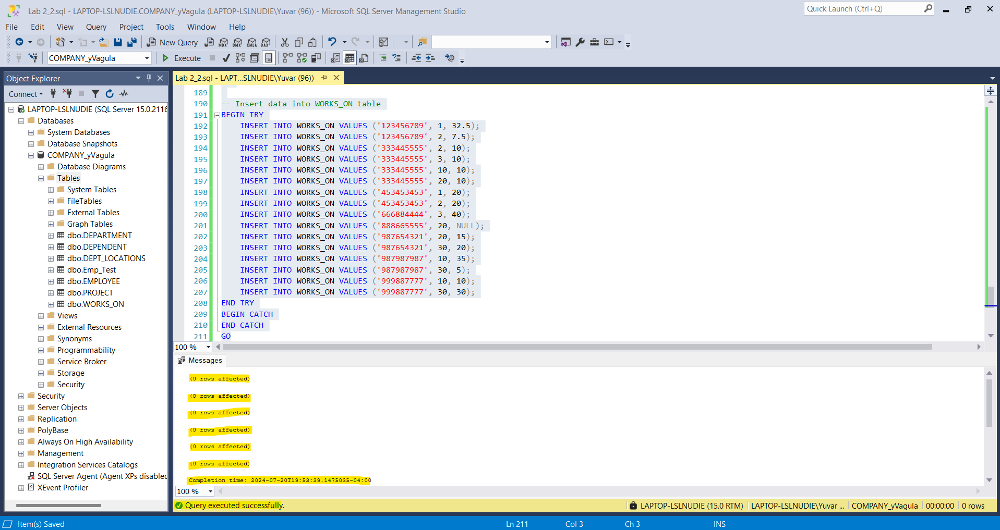 Lab 2_2.sql - LAPTOP-LSLNUDIE.COMPANY_yVagula (LAPTOP-LSLNUDIE\Yuvar (96)) - Microsoft SQL Server Management Studio
Quick Launch (Ctrl+Q)
File Edit View Query Project Tools Window Help
New Query MDX DMX XMLA DAX
COMPANY_yVagula Execute
Object Explorer
Connect
LAPTOP-LSLNUDIE (SQL Server 15.0.2116
Databases
System Databases
Database Snapshots
COMPANY_yVagula
Database Diagrams
Tables
System Tables
FileTables
External Tables
Graph Tables
dbo.DEPARTMENT
dbo.DEPENDENT
dbo.DEPT_LOCATIONS
dbo.Emp_Test
dbo.EMPLOYEE
dbo.PROJECT
dbo.WORKS_ON
Views
External Resources
Synonyms
Programmability
Service Broker
Storage
Security
Security
Server Objects
Replication
PolyBase
Always On High Availability
Management
Integration Services Catalogs
SQL Server Agent (Agent XPs disabled
XEvent Profiler
Lab 2_2.sql - LAPT...SLNUDIE\Yuvar (96))
189
190 -- Insert data into WORKS_ON table
191 BEGIN TRY
192 INSERT INTO WORKS_ON VALUES ('123456789', 1, 32.5);
193 INSERT INTO WORKS_ON VALUES ('123456789', 2, 7.5);
194 INSERT INTO WORKS_ON VALUES ('333445555', 2, 10);
195 INSERT INTO WORKS_ON VALUES ('333445555', 3, 10);
196 INSERT INTO WORKS_ON VALUES ('333445555', 10, 10);
197 INSERT INTO WORKS_ON VALUES ('333445555', 20, 10);
198 INSERT INTO WORKS_ON VALUES ('453453453', 1, 20);
199 INSERT INTO WORKS_ON VALUES ('453453453', 2, 20);
200 INSERT INTO WORKS_ON VALUES ('666884444', 3, 40);
201 INSERT INTO WORKS_ON VALUES ('888665555', 20, NULL);
202 INSERT INTO WORKS_ON VALUES ('987654321', 20, 15);
203 INSERT INTO WORKS_ON VALUES ('987654321', 30, 20);
204 INSERT INTO WORKS_ON VALUES ('987987987', 10, 35);
205 INSERT INTO WORKS_ON VALUES ('987987987', 30, 5);
206 INSERT INTO WORKS_ON VALUES ('999887777', 10, 10);
207 INSERT INTO WORKS_ON VALUES ('999887777', 30, 30);
208 END TRY
209 BEGIN CATCH
210 END CATCH
211 GO
100 %
Messages
(0 rows affected)
(0 rows affected)
(0 rows affected)
(0 rows affected)
(0 rows affected)
(0 rows affected)
Completion time: 2024-07-20T19:53:39.1475035-04:00
100 %
Query executed successfully. LAPTOP-LSLNUDIE (15.0 RTM) LAPTOP-LSLNUDIE\Yuvar ... COMPANY_yVagula 00:00:00 0 rows
Item(s) Saved Ln 211 Col 3 Ch 3 INS